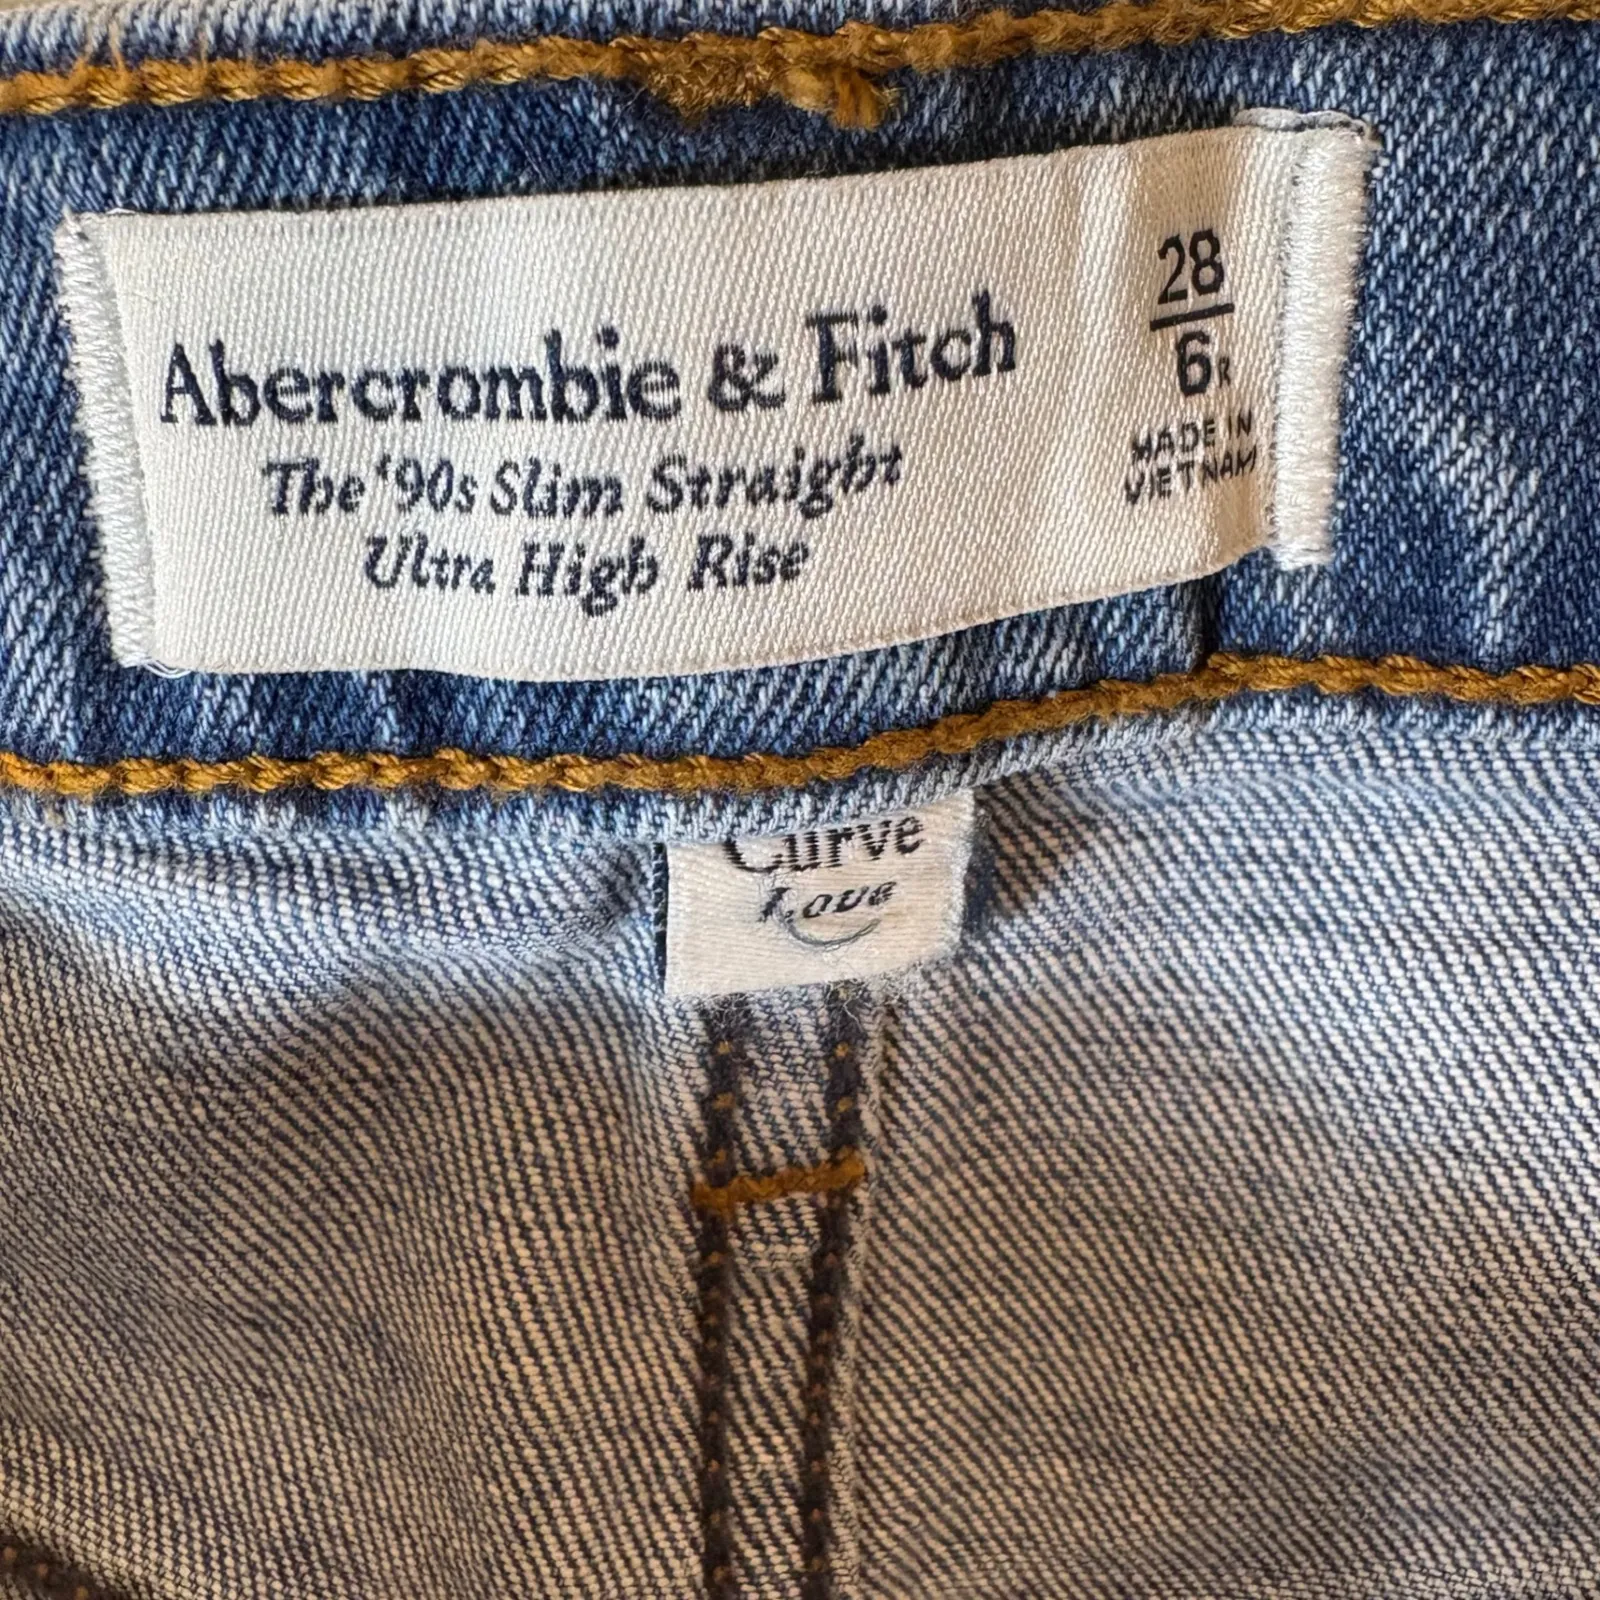 Abercrombie & Fitch
The '90s Slim Straight
Ultra High Rise
28
6R
MADE IN
VIETNAM
Curve
Love